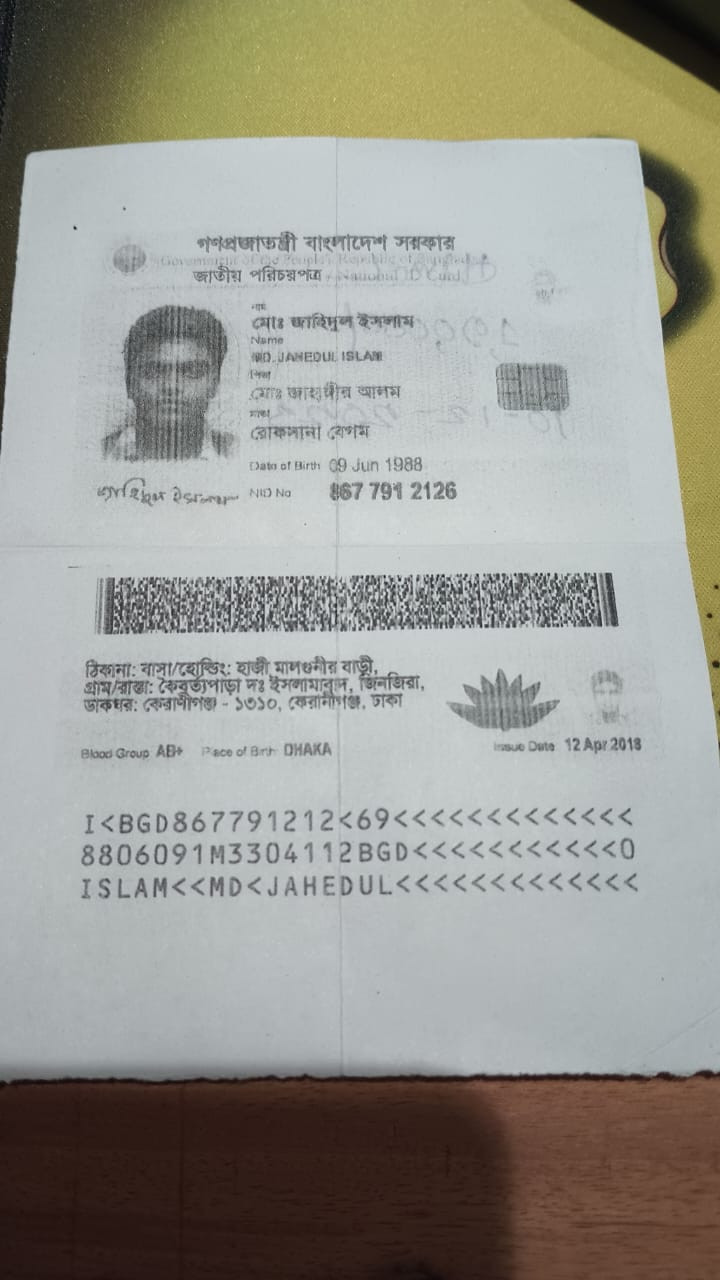 গণপ্রজাতন্ত্রী বাংলাদেশ সরকার
Government of the People's Republic of Bangladesh
জাতীয় পরিচয়পত্র / National ID Card
নাম
মোঃ জাহিদুল ইসলাম
Name
MD. JAHEDUL ISLAM
পিতা
মোঃ জাহাঙ্গীর আলম
মাতা
রোকসানা বেগম
Date of Birth 09 Jun 1988
NID No 867 791 2126
জাহিদুল ইসলাম
ঠিকানা: বাসা/হোল্ডিং: হাজী মালগুনীর বাড়ী,
গ্রাম/রাস্তা: কৈবর্ত্যপাড়া দঃ ইসলামাবাদ, জিনজিরা,
ডাকঘর: কেরাণীগঞ্জ - ১৩১০, কেরানীগঞ্জ, ঢাকা
Blood Group AB+ Place of Birth DHAKA
Issue Date 12 Apr 2018
I<BGD867791212<69<<<<<<<<<<<<<
8806091M3304112BGD<<<<<<<<<<<0
ISLAM<<MD<JAHEDUL<<<<<<<<<<<<<